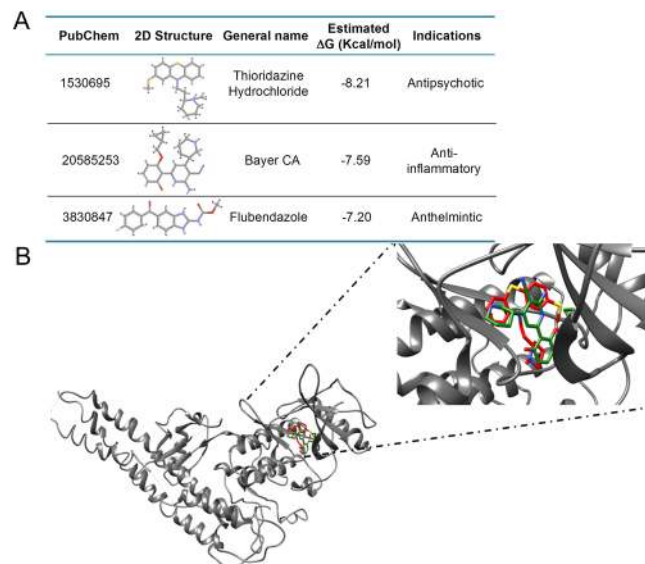 A
PubChem 2D Structure General name Estimated ΔG (Kcal/mol) Indications
1530695 Thioridazine Hydrochloride -8.21 Antipsychotic
20585253 Bayer CA -7.59 Anti-inflammatory
3830847 Flubendazole -7.20 Anthelmintic
B